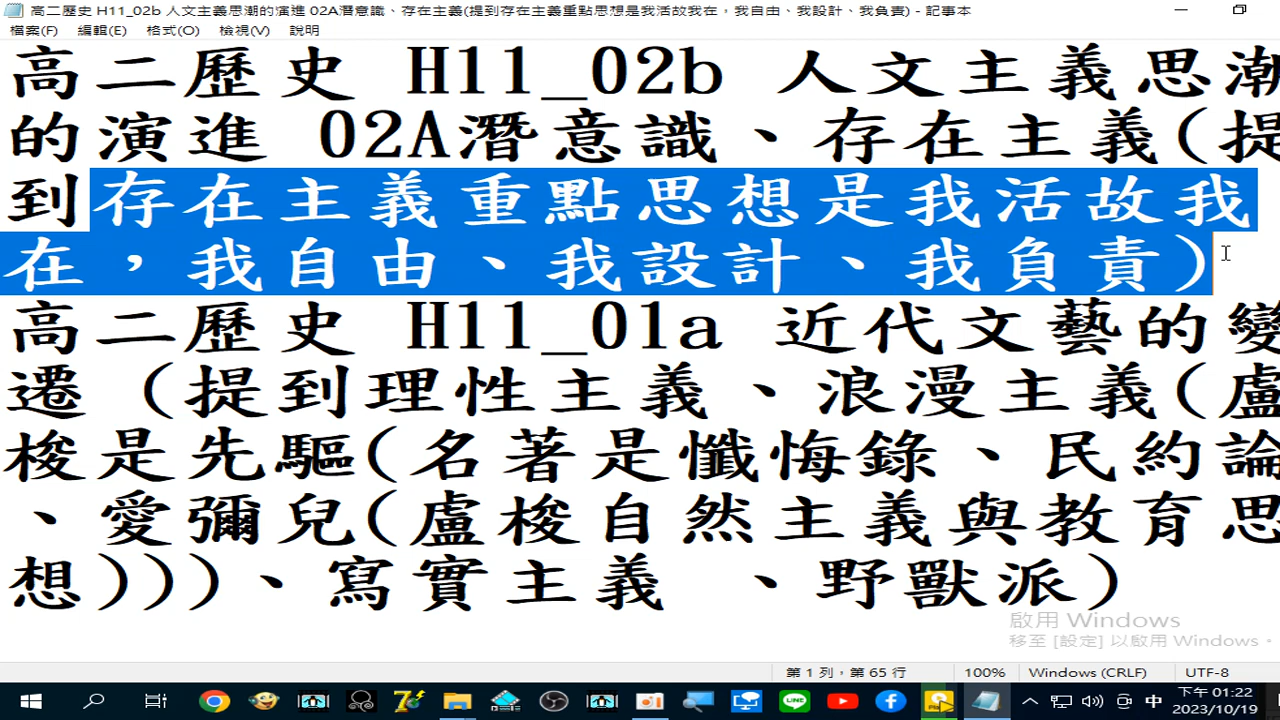 高二歷史 H11_02b 人文主義思潮的演進 02A潛意識、存在主義(提到存在主義重點思想是我活故我在，我自由、我設計、我負責) - 記事本
檔案(F) 編輯(E) 格式(O) 檢視(V) 說明
高二歷史 H11_02b 人文主義思潮
的演進 02A潛意識、存在主義(提
到存在主義重點思想是我活故我
在，我自由、我設計、我負責)
高二歷史 H11_01a 近代文藝的變
遷 (提到理性主義、浪漫主義(盧
梭是先驅(名著是懺悔錄、民約論
、愛彌兒(盧梭自然主義與教育思
想)))、寫實主義 、野獸派)
啟用 Windows
移至 [設定] 以啟用 Windows。
第 1 列，第 65 行 100% Windows (CRLF) UTF-8
中 下午 01:22
2023/10/19